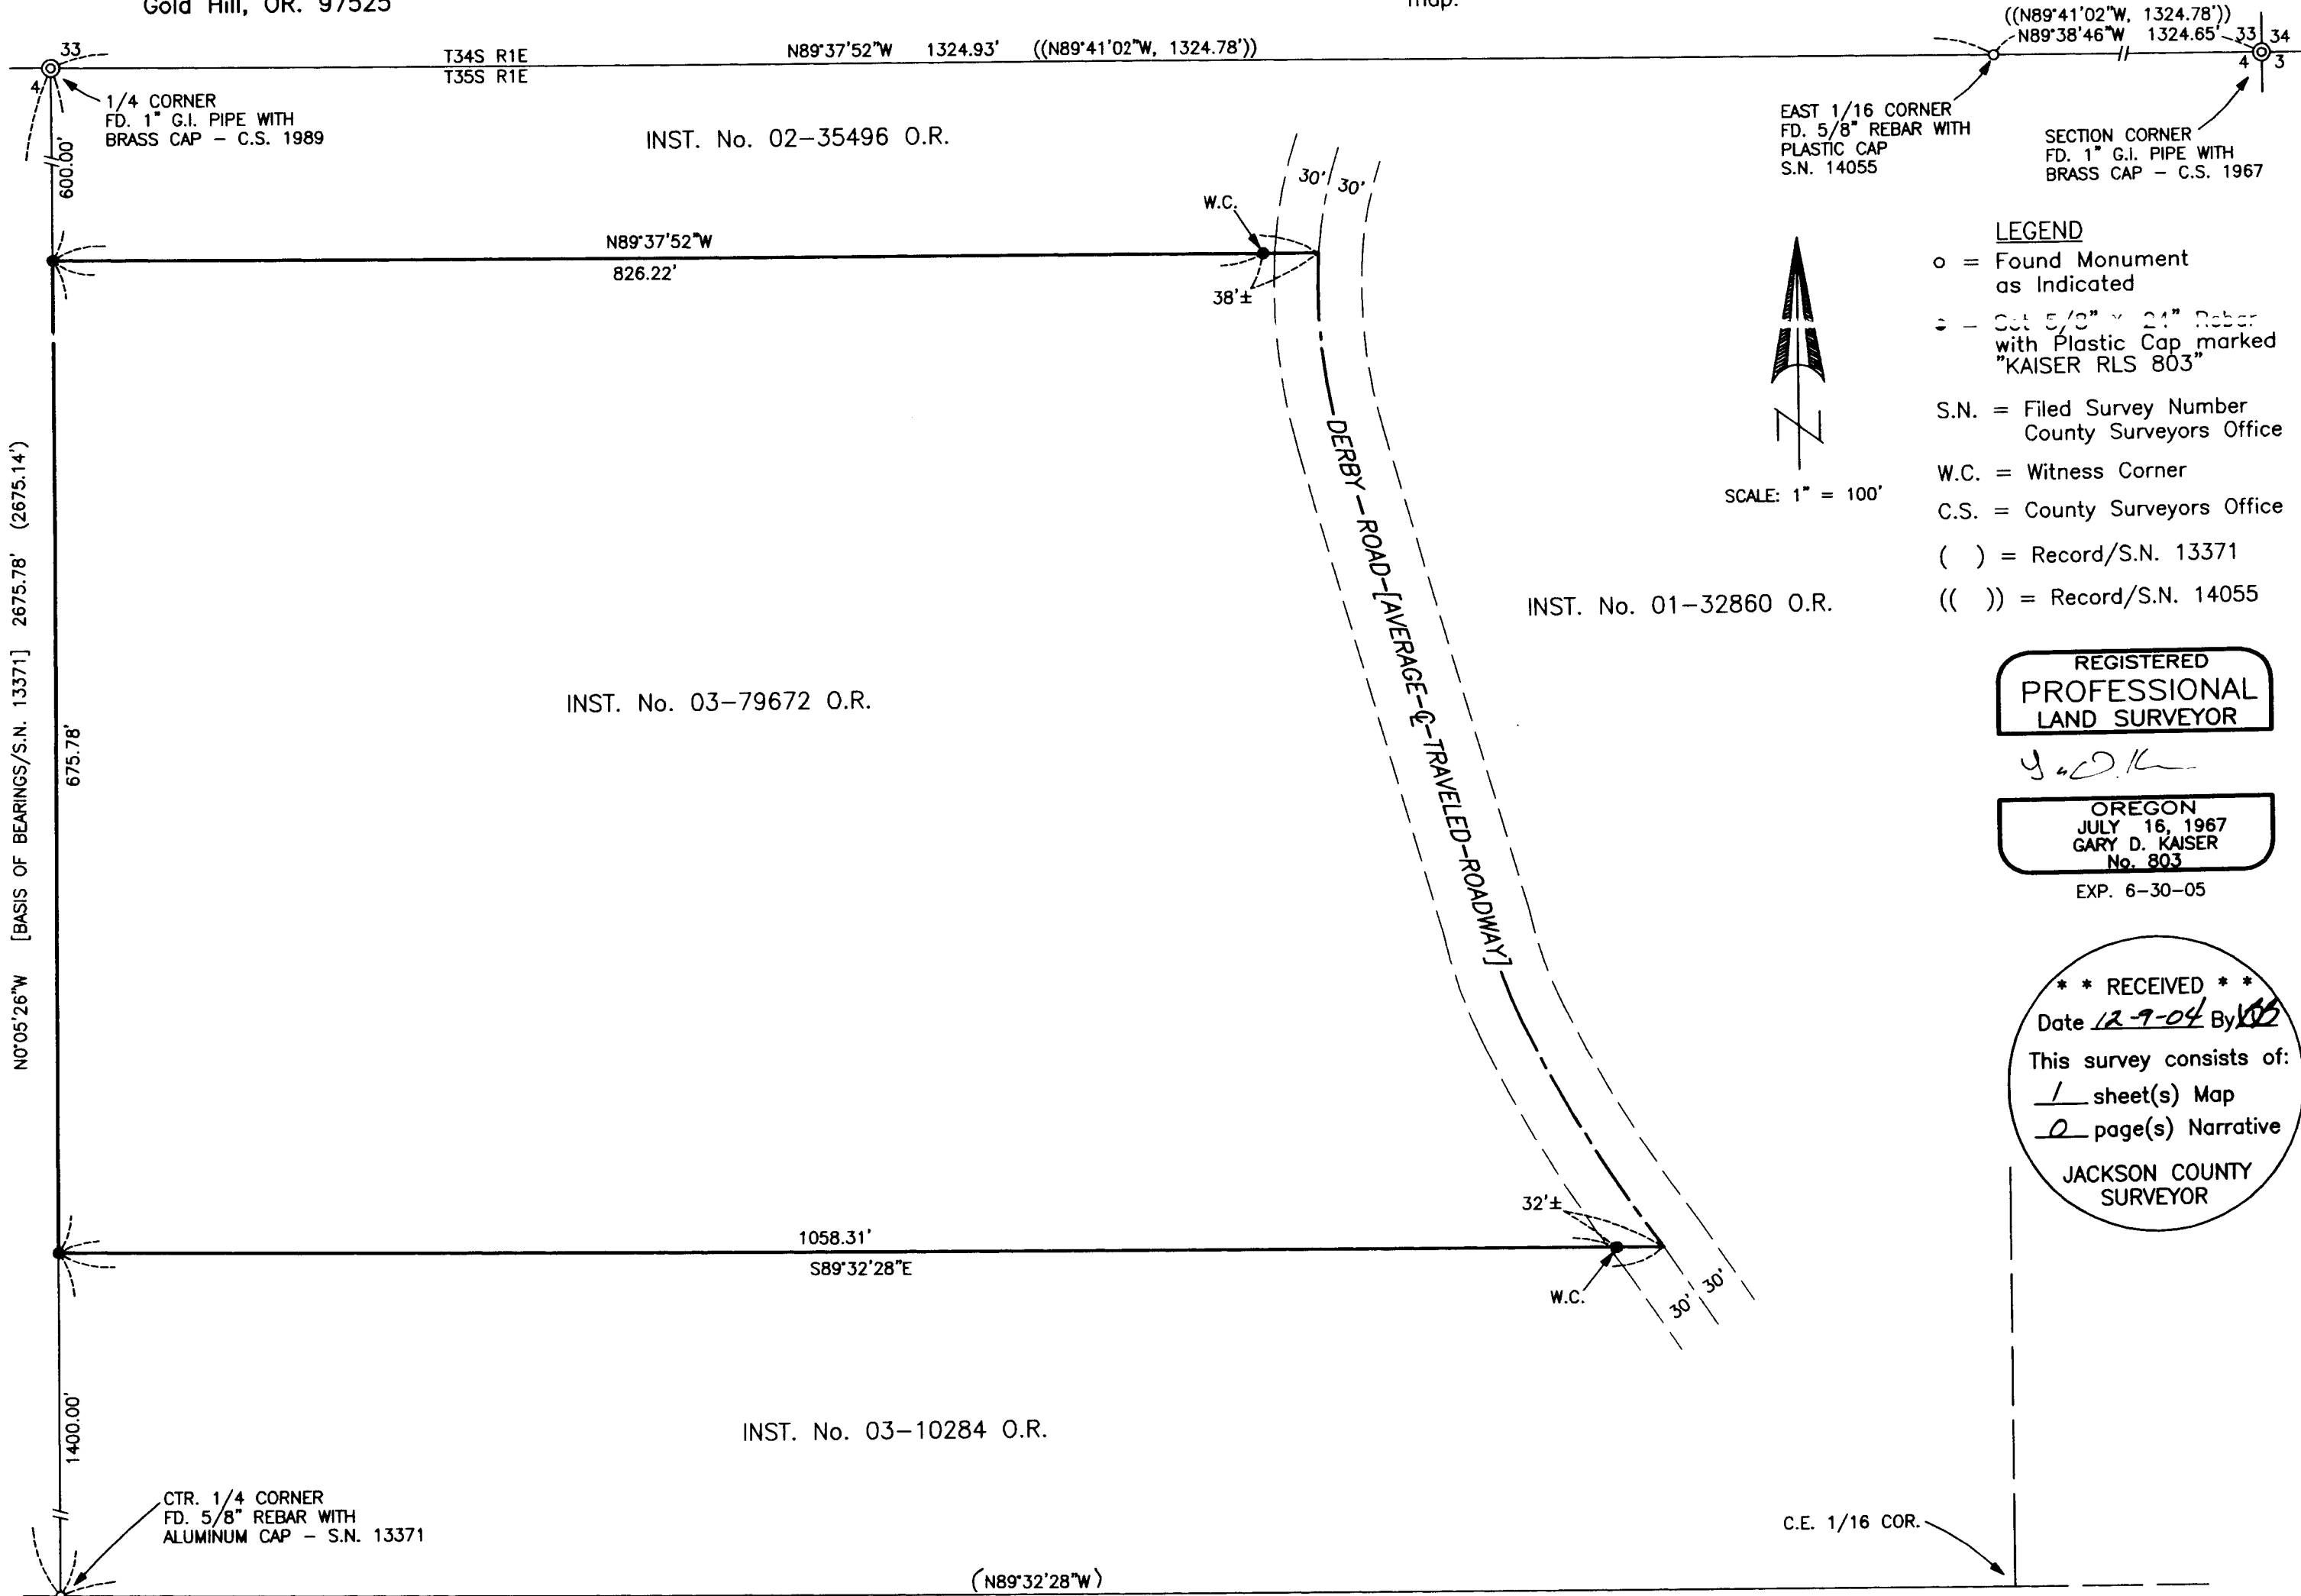 Gold Hill, OR. 97525
map.
((N89°41'02"W, 1324.78'))
N89°38'46"W 1324.65'
33 34
4 3
33
4
T34S R1E
T35S R1E
N89°37'52"W 1324.93' ((N89°41'02"W, 1324.78'))
1/4 CORNER
FD. 1" G.I. PIPE WITH
BRASS CAP – C.S. 1989
INST. No. 02–35496 O.R.
EAST 1/16 CORNER
FD. 5/8" REBAR WITH
PLASTIC CAP
S.N. 14055
SECTION CORNER
FD. 1" G.I. PIPE WITH
BRASS CAP – C.S. 1967
600.00'
30' 30'
W.C.
N89°37'52"W
826.22'
38'±
LEGEND
o = Found Monument
as Indicated
● = Set 5/8" x 24" Rebar
with Plastic Cap marked
"KAISER RLS 803"
S.N. = Filed Survey Number
County Surveyors Office
W.C. = Witness Corner
C.S. = County Surveyors Office
( ) = Record/S.N. 13371
(( )) = Record/S.N. 14055
N
SCALE: 1" = 100'
DERBY–ROAD–[AVERAGE–℄–TRAVELED–ROADWAY]
INST. No. 01–32860 O.R.
INST. No. 03–79672 O.R.
N0°05'26"W [BASIS OF BEARINGS/S.N. 13371] 2675.78' (2675.14')
675.78'
REGISTERED
PROFESSIONAL
LAND SURVEYOR
OREGON
JULY 16, 1967
GARY D. KAISER
No. 803
EXP. 6–30–05
* * RECEIVED * *
Date 12-9-04 By
This survey consists of:
1 sheet(s) Map
0 page(s) Narrative
JACKSON COUNTY
SURVEYOR
32'±
1058.31'
S89°32'28"E
W.C.
30' 30'
1400.00'
INST. No. 03–10284 O.R.
CTR. 1/4 CORNER
FD. 5/8" REBAR WITH
ALUMINUM CAP – S.N. 13371
C.E. 1/16 COR.
(N89°32'28"W)